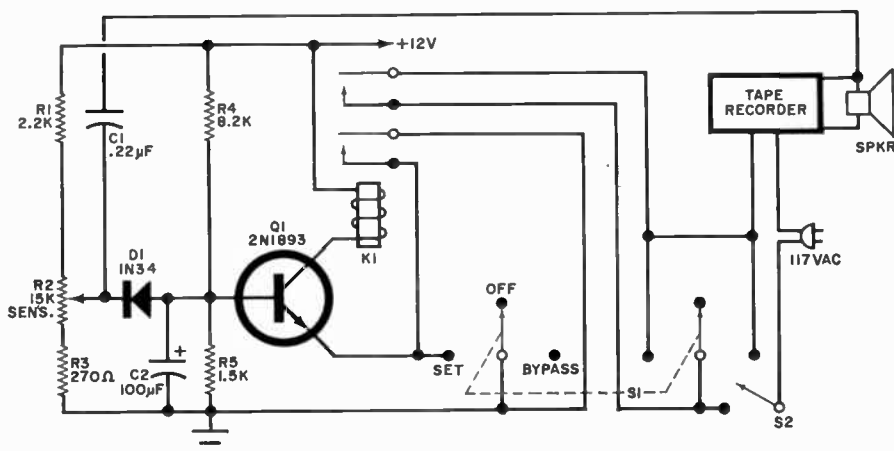 +12V
R1
2.2K
C1
.22µF
R4
8.2K
TAPE
RECORDER
SPKR
Q1
2N1893
K1
117VAC
D1
1N34
R2
15K
SENS.
OFF
SET
BYPASS
R3
270Ω
C2
100µF
+
R5
1.5K
S1
S2